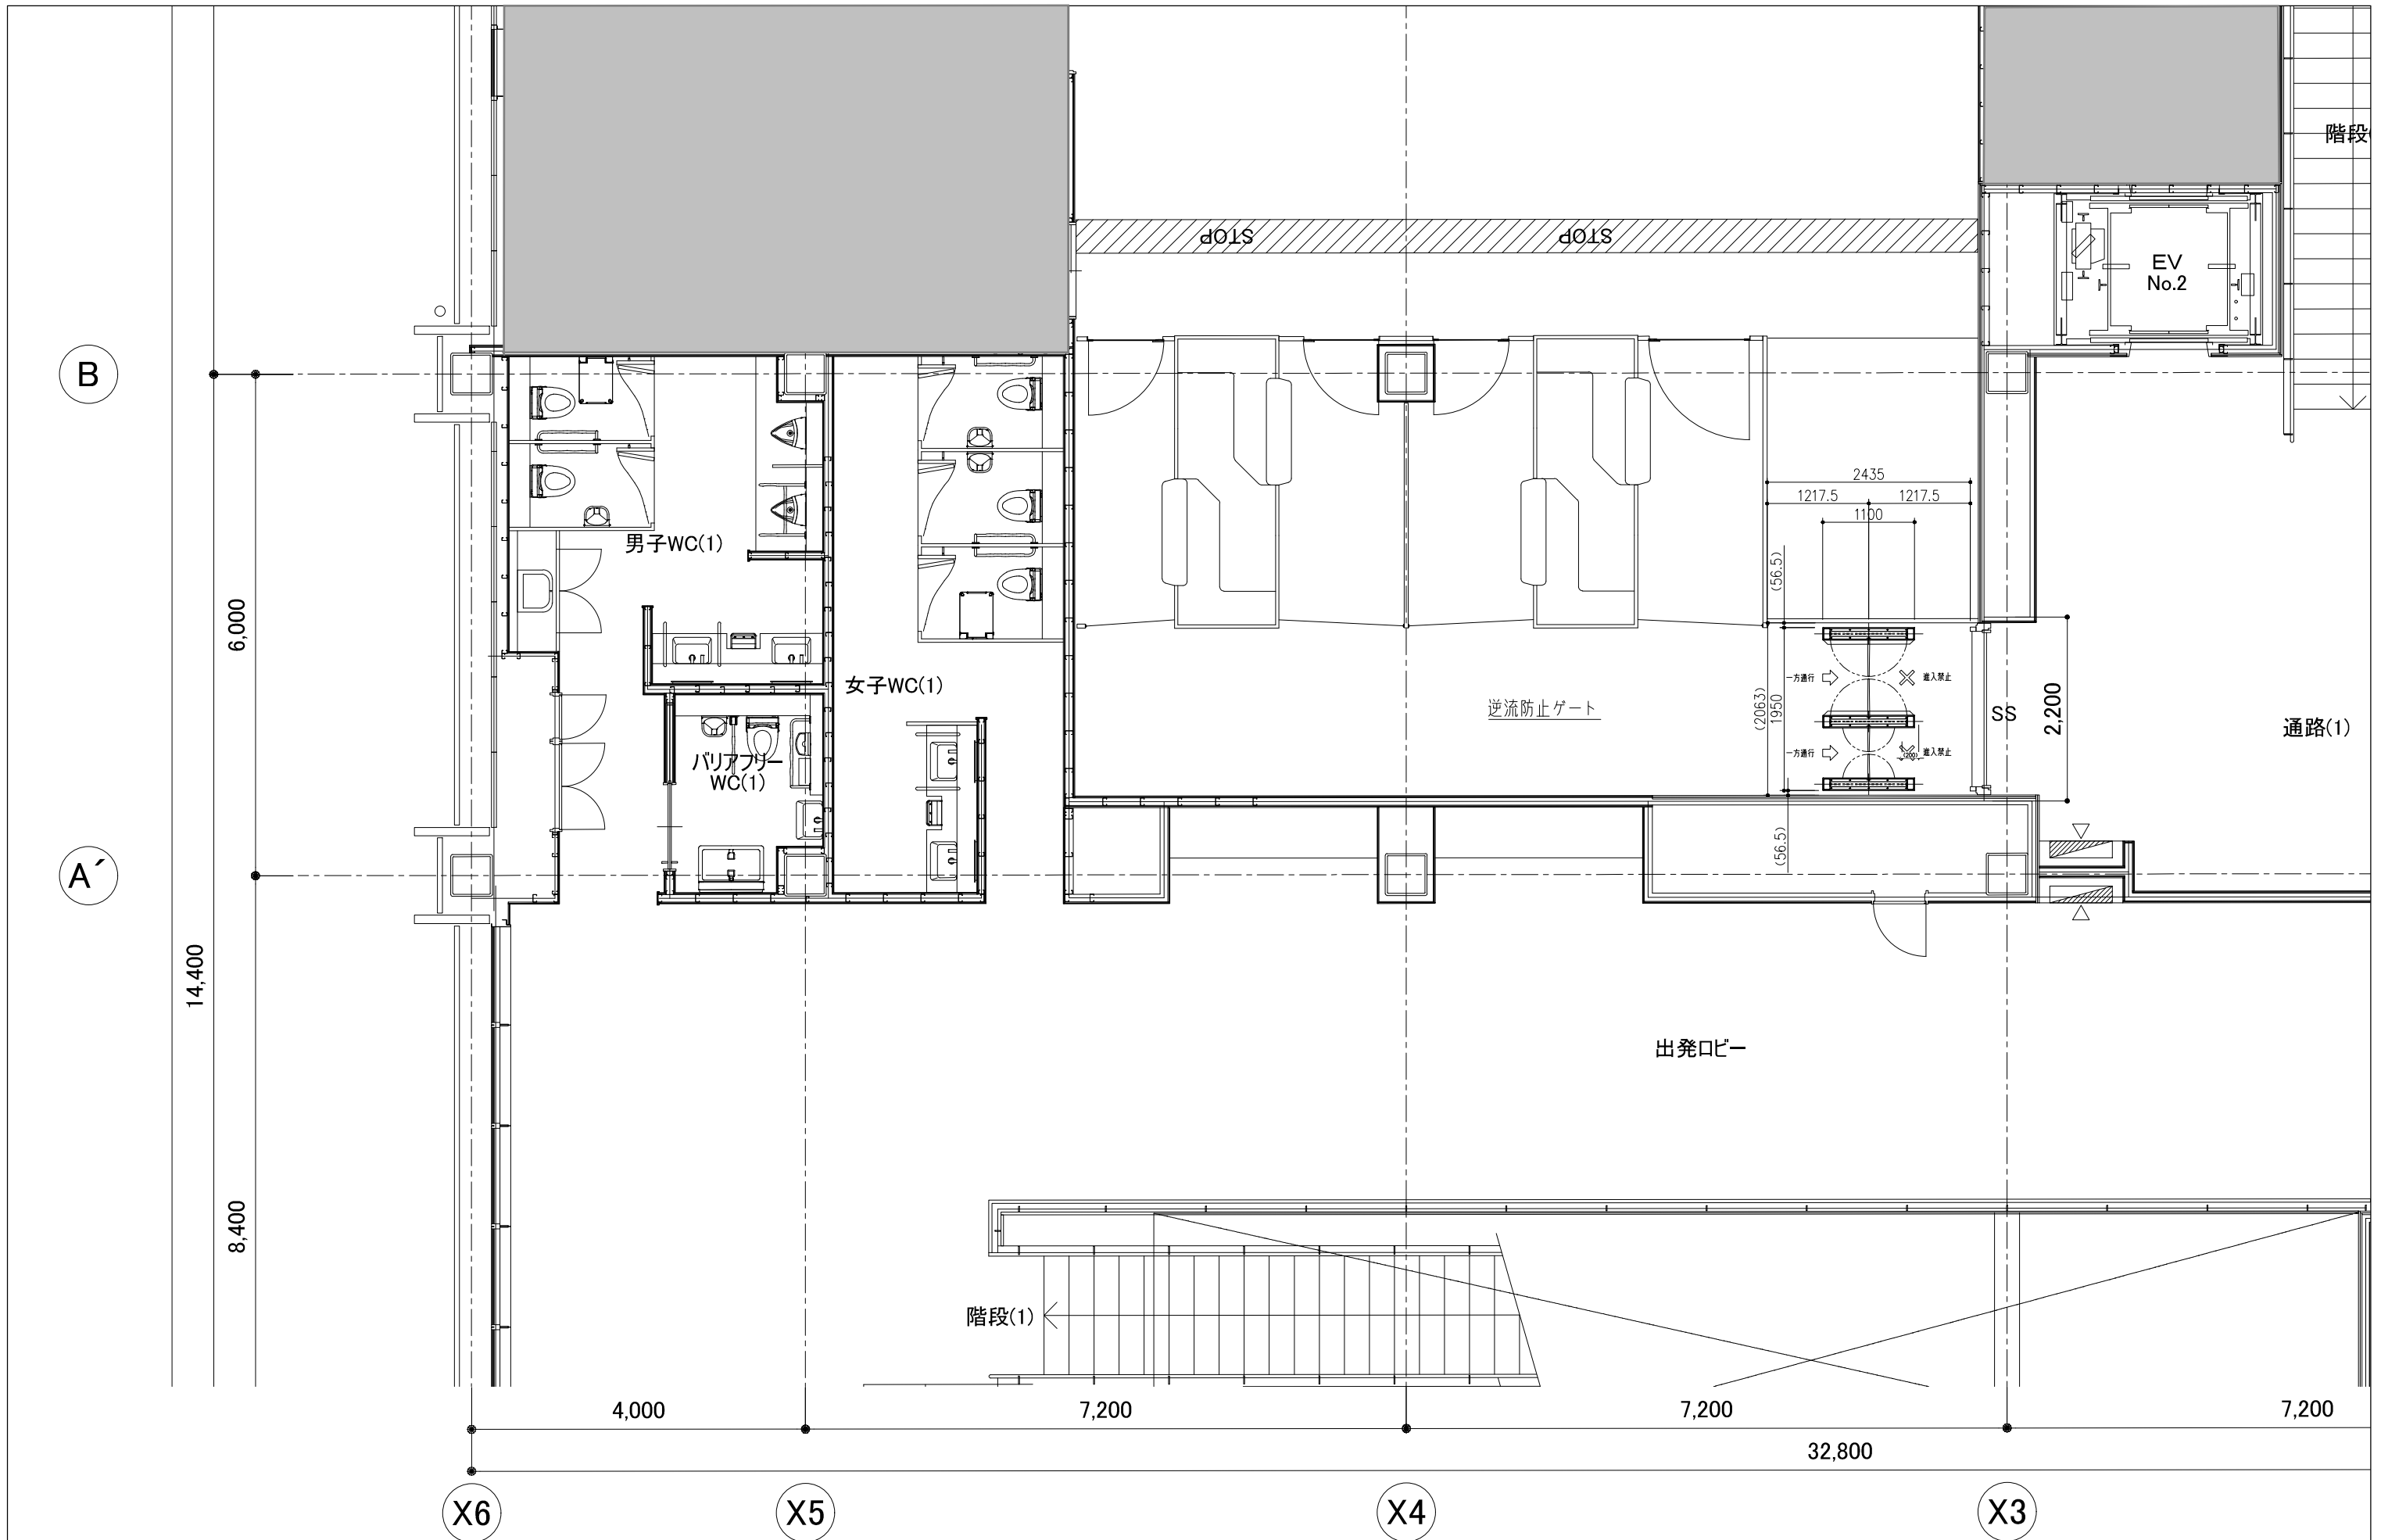 階段
STOP
STOP
EV
No.2
B
2435
1217.5
1217.5
1100
男子WC(1)
(56.5)
6,000
女子WC(1)
一方通行
進入禁止
逆流防止ゲート
(2063)
1950
SS
2,200
通路(1)
バリアフリー
WC(1)
一方通行
(200)
進入禁止
A´
(56.5)
14,400
出発ロビー
8,400
階段(1)
4,000
7,200
7,200
7,200
32,800
X6
X5
X4
X3